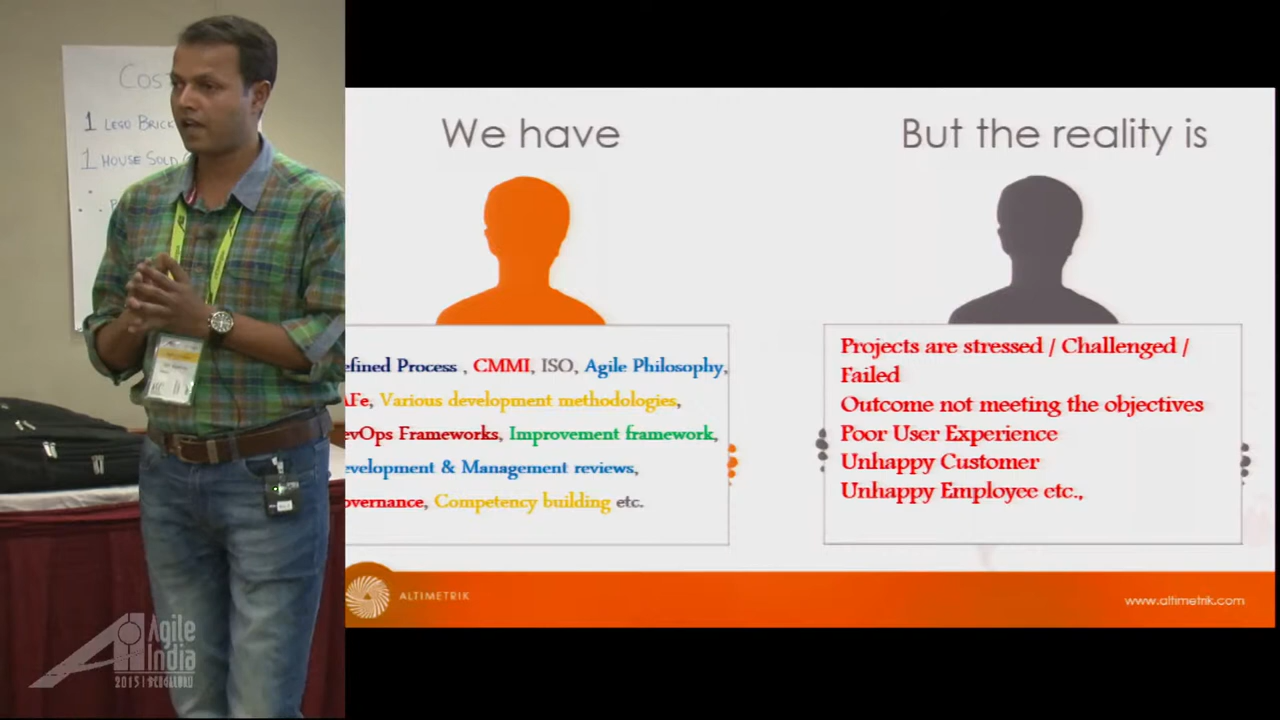 COST
1 LEGO BRICK
1 HOUSE SOLD
We have
efined Process , CMMI, ISO, Agile Philosophy,
AFe, Various development methodologies,
evOps Frameworks, Improvement framework,
evelopment & Management reviews,
overnance, Competency building etc.
But the reality is
Projects are stressed / Challenged /
Failed
Outcome not meeting the objectives
Poor User Experience
Unhappy Customer
Unhappy Employee etc.,
ALTIMETRIK
www.altimetrik.com
Agile
India
2015 | BENGALURU